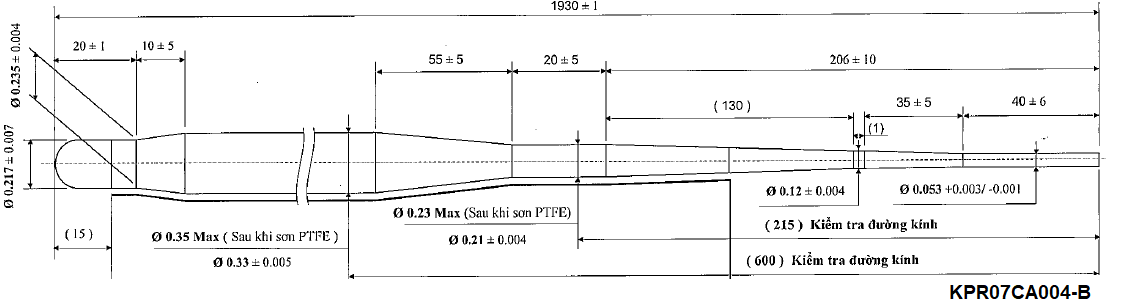 1930 ± 1
20 ± 1
10 ± 5
55 ± 5
20 ± 5
206 ± 10
Ø 0.235 ± 0.004
( 130 )
35 ± 5
40 ± 6
(1)
Ø 0.217 ± 0.007
Ø 0.12 ± 0.004
Ø 0.053 +0.003/ -0.001
Ø 0.23 Max (Sau khi sơn PTFE)
( 215 ) Kiểm tra đường kính
( 15 )
Ø 0.35 Max ( Sau khi sơn PTFE )
Ø 0.21 ± 0.004
Ø 0.33 ± 0.005
( 600 ) Kiểm tra đường kính
KPR07CA004-B